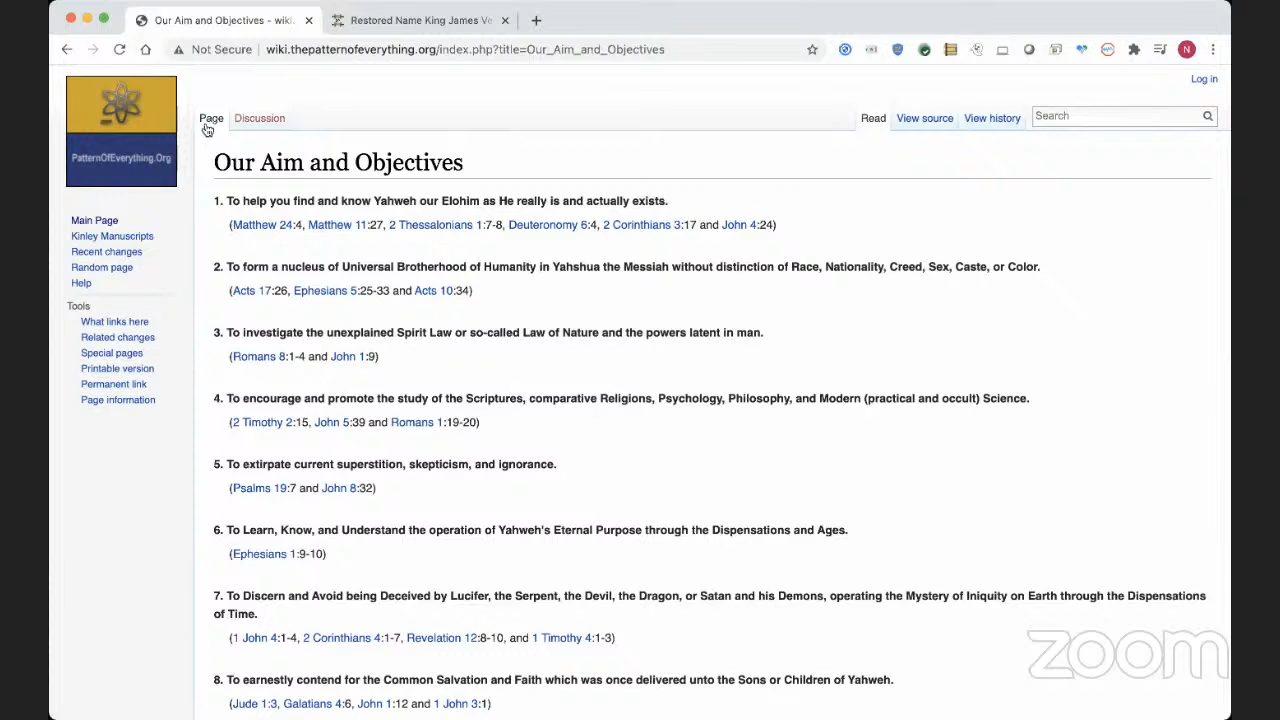 Our Aim and Objectives – wiki.
Restored Name King James Ve
Not Secure
wiki.thepatternofeverything.org/index.php?title=Our_Aim_and_Objectives
N
Log in
PatternOfEverything.Org
Page
Discussion
Read
View source
View history
Search
Main Page
Kinley Manuscripts
Recent changes
Random page
Help
Tools
What links here
Related changes
Special pages
Printable version
Permanent link
Page information
Our Aim and Objectives
1. To help you find and know Yahweh our Elohim as He really is and actually exists.
(Matthew 24:4, Matthew 11:27, 2 Thessalonians 1:7-8, Deuteronomy 6:4, 2 Corinthians 3:17 and John 4:24)
2. To form a nucleus of Universal Brotherhood of Humanity in Yahshua the Messiah without distinction of Race, Nationality, Creed, Sex, Caste, or Color.
(Acts 17:26, Ephesians 5:25-33 and Acts 10:34)
3. To investigate the unexplained Spirit Law or so-called Law of Nature and the powers latent in man.
(Romans 8:1-4 and John 1:9)
4. To encourage and promote the study of the Scriptures, comparative Religions, Psychology, Philosophy, and Modern (practical and occult) Science.
(2 Timothy 2:15, John 5:39 and Romans 1:19-20)
5. To extirpate current superstition, skepticism, and ignorance.
(Psalms 19:7 and John 8:32)
6. To Learn, Know, and Understand the operation of Yahweh's Eternal Purpose through the Dispensations and Ages.
(Ephesians 1:9-10)
7. To Discern and Avoid being Deceived by Lucifer, the Serpent, the Devil, the Dragon, or Satan and his Demons, operating the Mystery of Iniquity on Earth through the Dispensations
of Time.
(1 John 4:1-4, 2 Corinthians 4:1-7, Revelation 12:8-10, and 1 Timothy 4:1-3)
8. To earnestly contend for the Common Salvation and Faith which was once delivered unto the Sons or Children of Yahweh.
(Jude 1:3, Galatians 4:6, John 1:12 and 1 John 3:1)
zoom